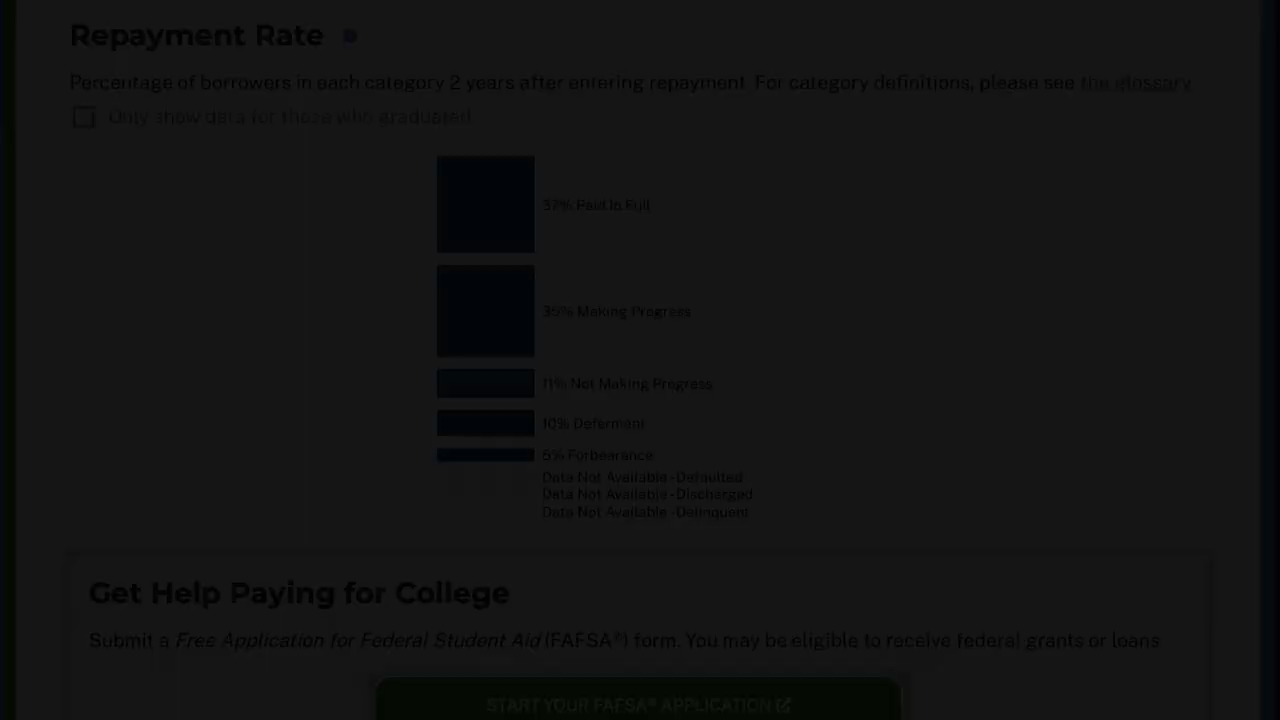 Repayment Rate
Percentage of borrowers in each category 2 years after entering repayment. For category definitions, please see the glossary
Only show data for those who graduated
37% Paid In Full
35% Making Progress
11% Not Making Progress
10% Deferment
5% Forbearance
Data Not Available - Defaulted
Data Not Available - Discharged
Data Not Available - Delinquent
Get Help Paying for College
Submit a Free Application for Federal Student Aid (FAFSA®) form. You may be eligible to receive federal grants or loans
START YOUR FAFSA® APPLICATION